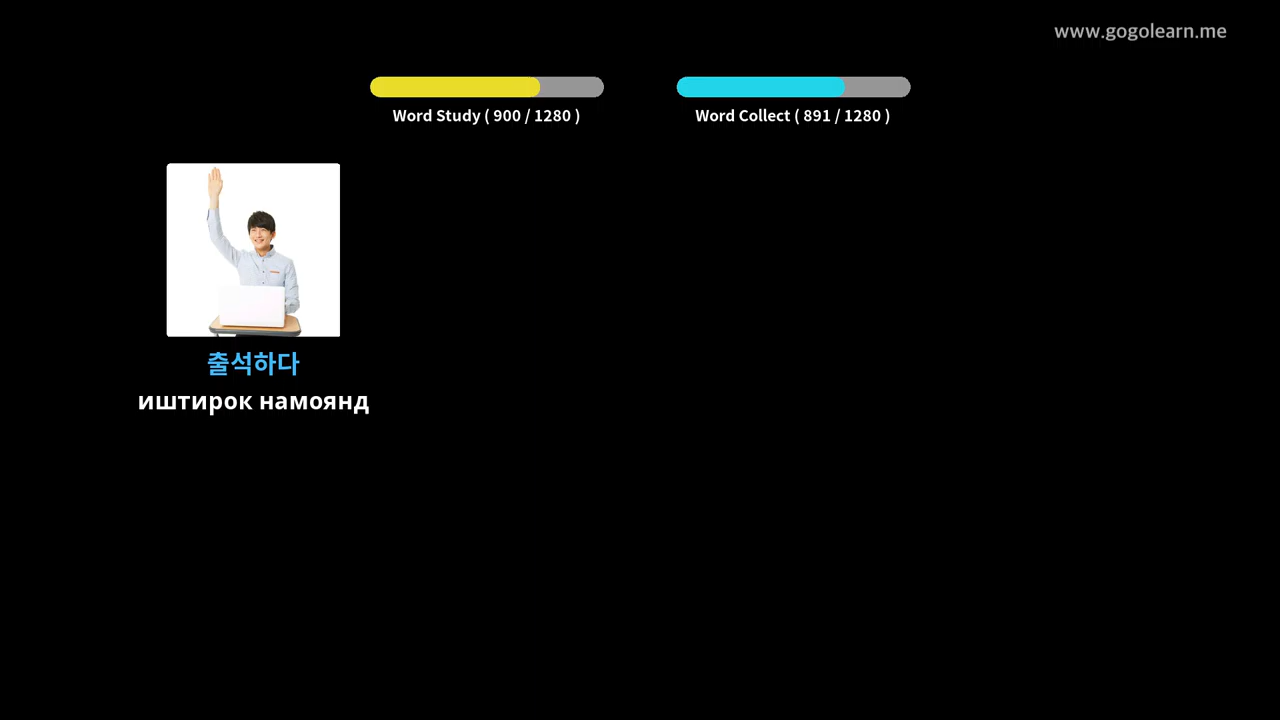 www.gogolearn.me
Word Study ( 900 / 1280 )
Word Collect ( 891 / 1280 )
출석하다
иштирок намоянд